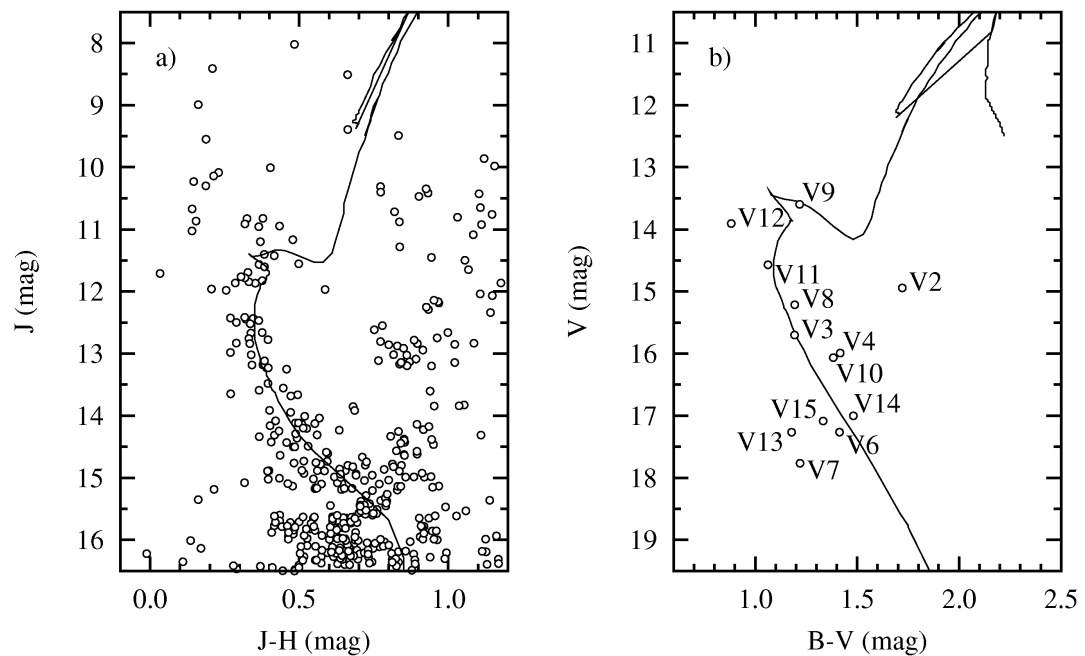 a)
8
9
10
11
12
13
14
15
16
J (mag)
0.0 0.5 1.0
J-H (mag)
b)
11
12
13
14
15
16
17
18
19
V (mag)
V9
V12
V11
V2
V8
V3
V4
V10
V15
V14
V13
V6
V7
1.0 1.5 2.0 2.5
B-V (mag)